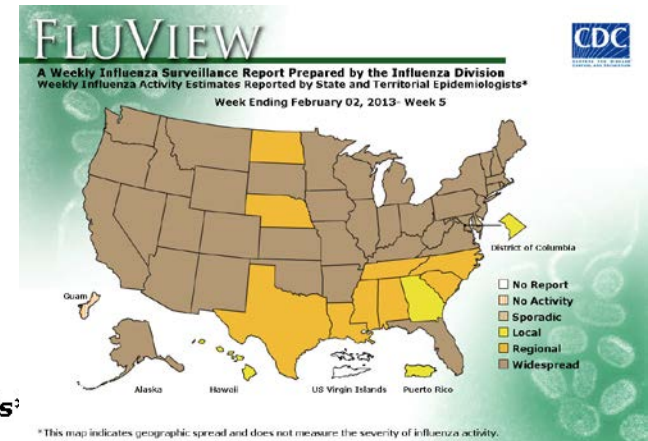 FLUVIEW
CDC
A Weekly Influenza Surveillance Report Prepared by the Influenza Division
Weekly Influenza Activity Estimates Reported by State and Territorial Epidemiologists*
Week Ending February 02, 2013- Week 5
District of Columbia
No Report
No Activity
Sporadic
Local
Regional
Widespread
Guam
Alaska
Hawaii
US Virgin Islands
Puerto Rico
s*
*This map indicates geographic spread and does not measure the severity of influenza activity.